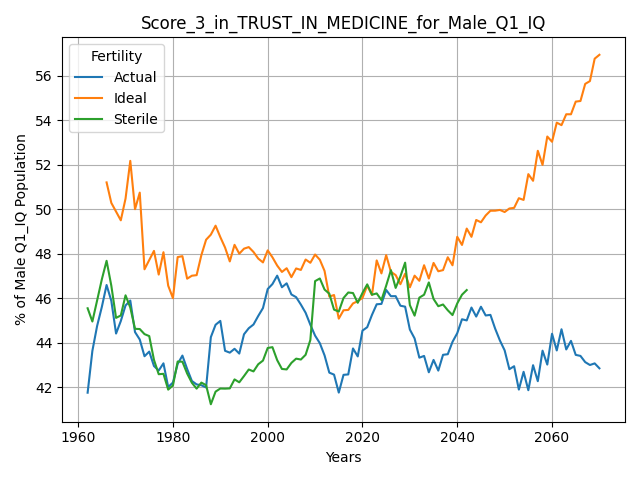 Score_3_in_TRUST_IN_MEDICINE_for_Male_Q1_IQ
Fertility
Actual
Ideal
Sterile
% of Male Q1_IQ Population
56
54
52
50
48
46
44
42
1960
1980
2000
2020
2040
2060
Years